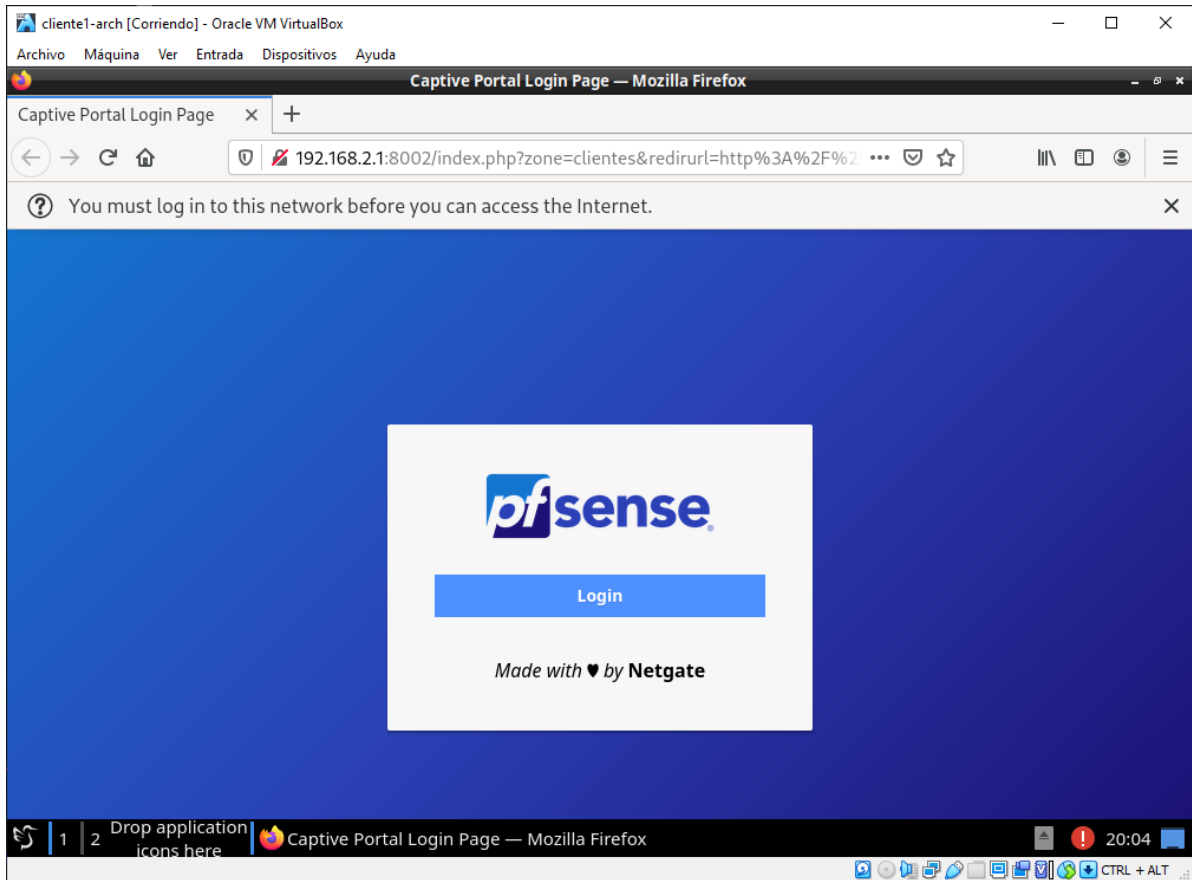 cliente1-arch [Corriendo] - Oracle VM VirtualBox
Archivo Máquina Ver Entrada Dispositivos Ayuda
Captive Portal Login Page — Mozilla Firefox
Captive Portal Login Page
192.168.2.1:8002/index.php?zone=clientes&redirurl=http%3A%2F%2
You must log in to this network before you can access the Internet.
pfsense®
Login
Made with ♥ by Netgate
1 2 Drop application icons here
Captive Portal Login Page — Mozilla Firefox
20:04
CTRL + ALT